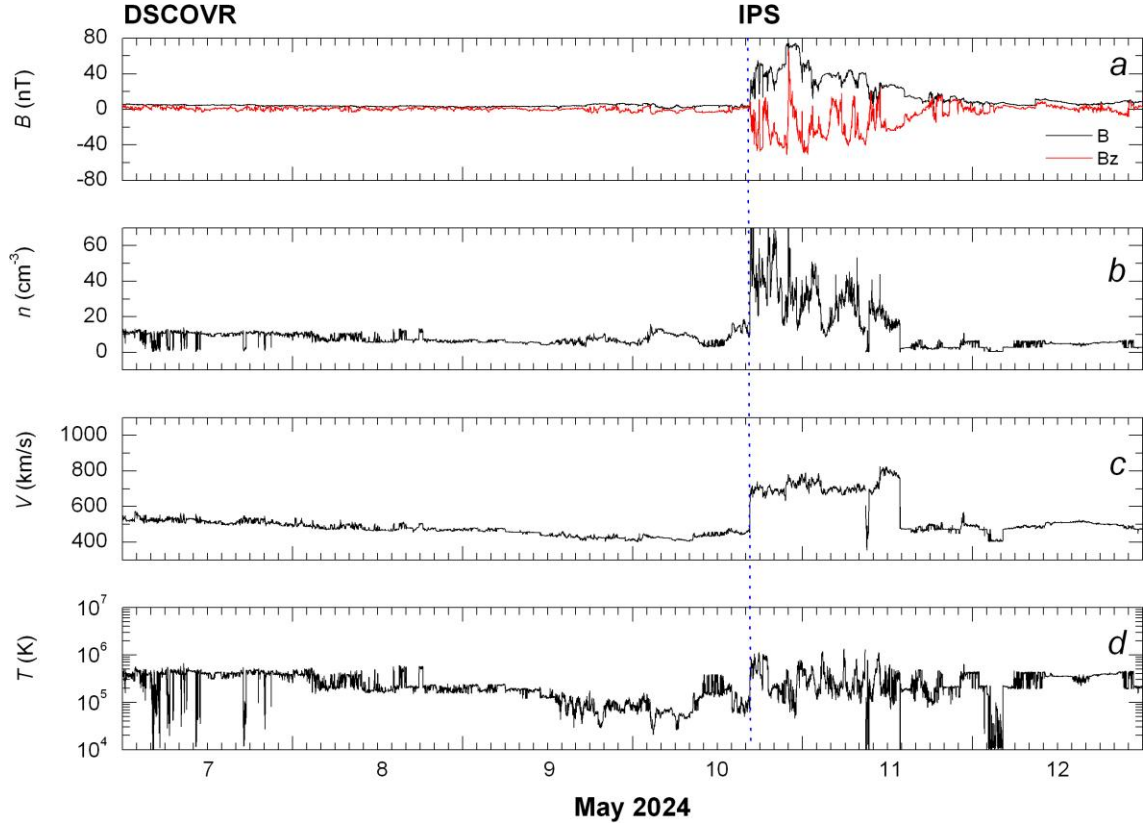 DSCOVR IPS
80
40
0
-40
-80
B (nT)
a
B
Bz
60
40
20
0
n (cm-3)
b
1000
800
600
400
V (km/s)
c
10⁷
10⁶
10⁵
10⁴
T (K)
d
7 8 9 10 11 12
May 2024